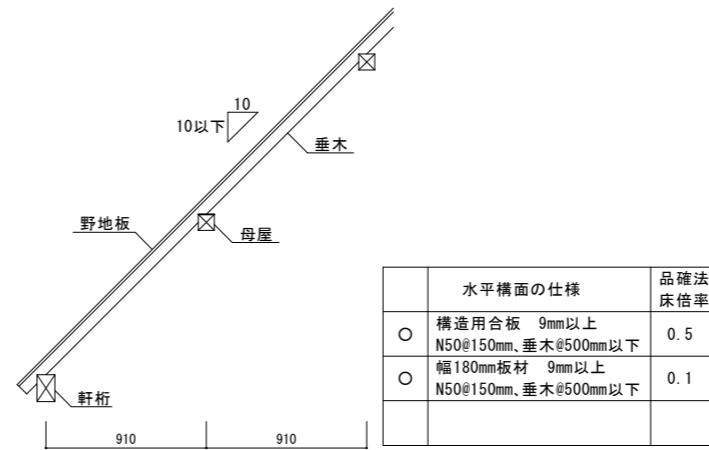 10
10以下
垂木
野地板
母屋
軒桁
910
910
水平構面の仕様
品確法
床倍率
○
構造用合板　9mm以上
N50@150mm、垂木@500mm以下
0.5
○
幅180mm板材　9mm以上
N50@150mm、垂木@500mm以下
0.1